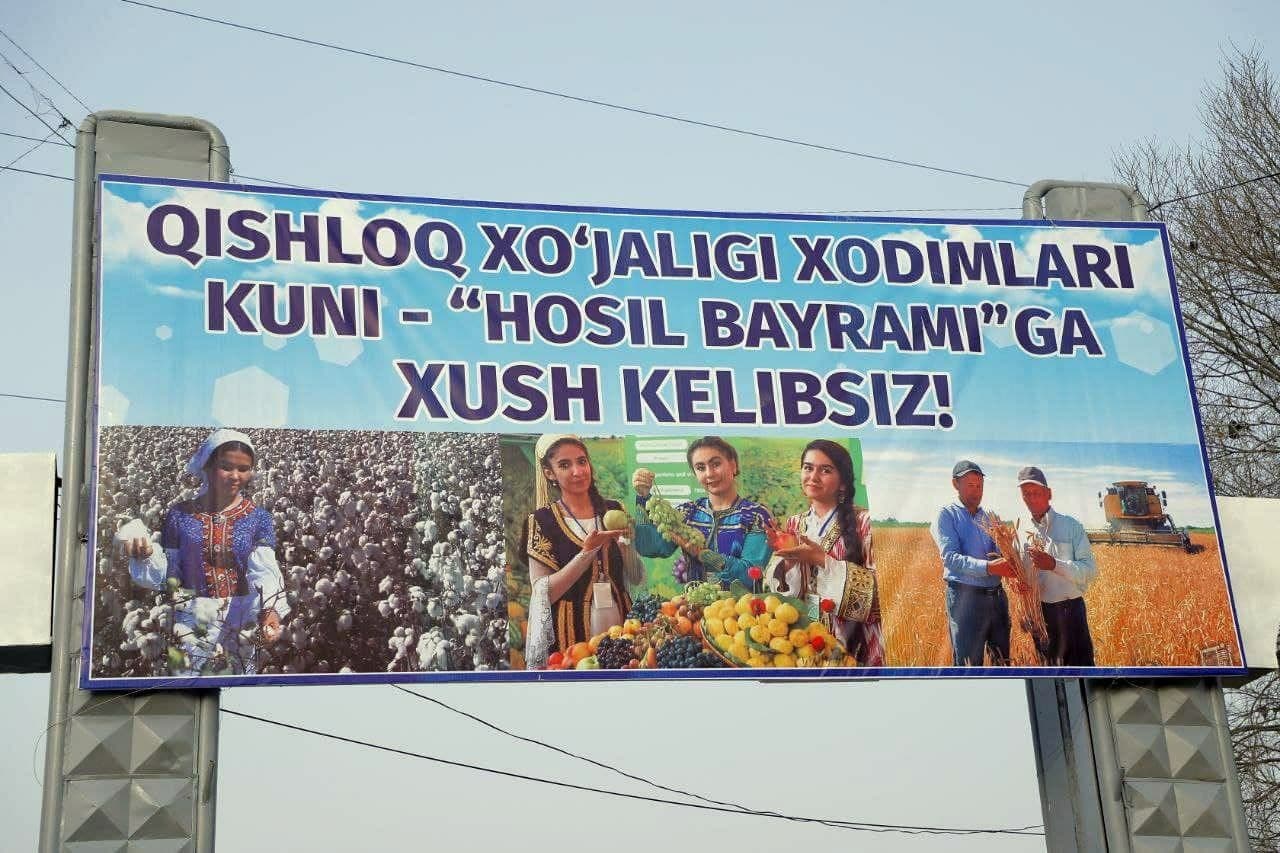 QISHLOQ XO‘JALIGI XODIMLARI
KUNI - “HOSIL BAYRAMI”GA
XUSH KELIBSIZ!